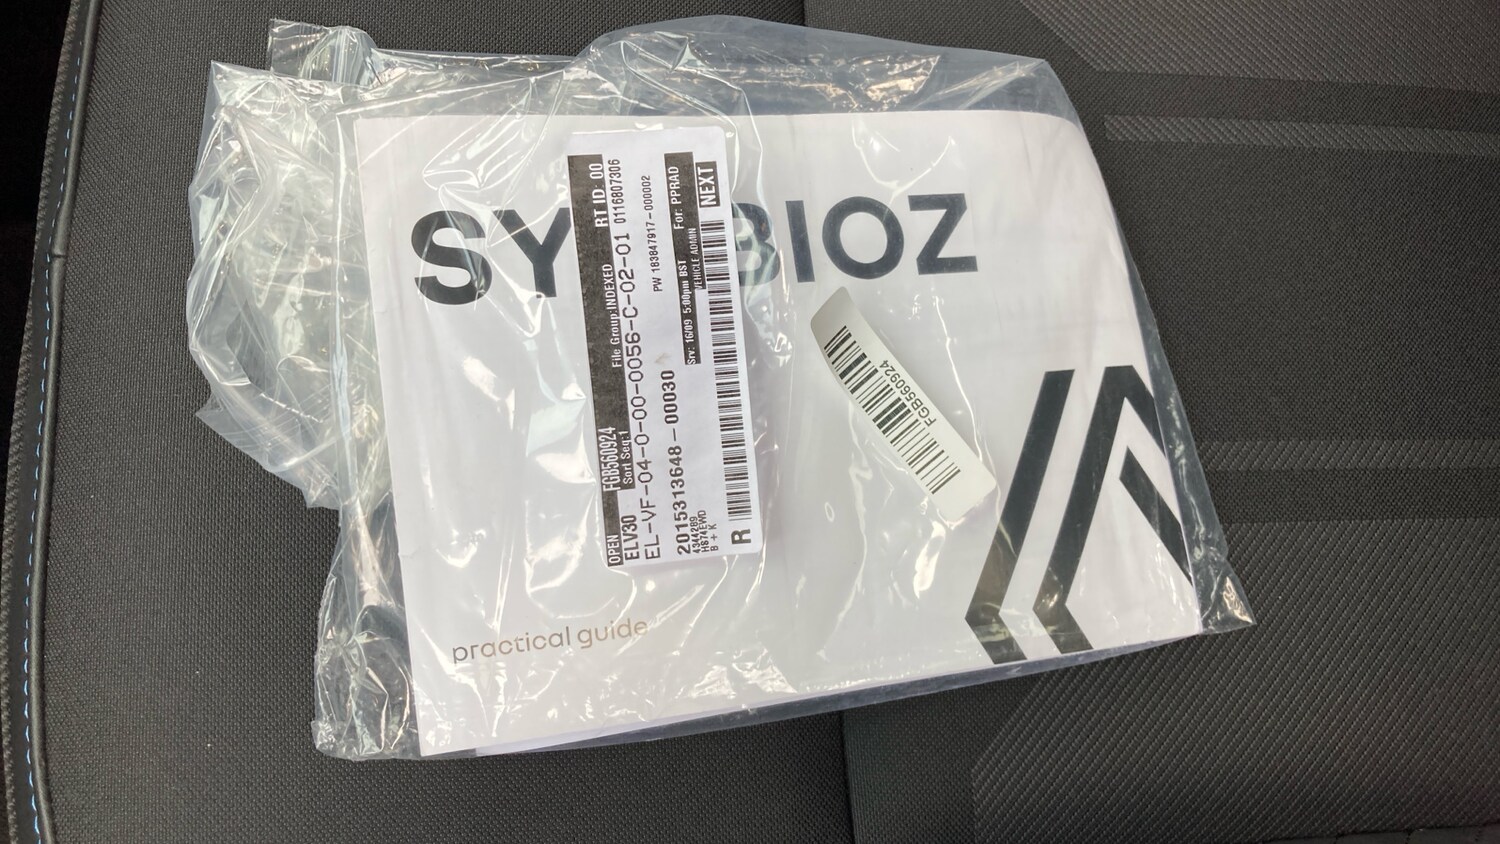 SY BIOZ
OPEN FGB560924 File Group:INDEXED RT ID: 00
ELV30 Sort Seq:1 0116807306
EL-VF-04-0-00-0056-C-02-01
PW 183847917-000002
2015313648-00030
Srv: 16/09 5:00pm BST For: PPRAD
4344289
VEHICLE ADMIN
HS74EWD
B + K
R NEXT
FGB560924
practical guide